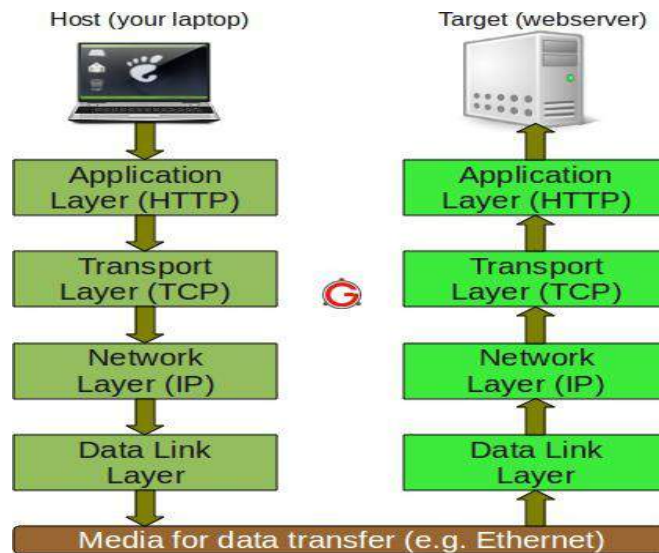 Host (your laptop)
Target (webserver)
Application
Layer (HTTP)
Transport
Layer (TCP)
Network
Layer (IP)
Data Link
Layer
Application
Layer (HTTP)
Transport
Layer (TCP)
Network
Layer (IP)
Data Link
Layer
G
Media for data transfer (e.g. Ethernet)